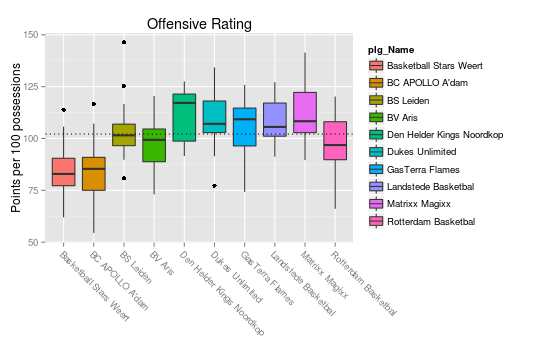 Offensive Rating
Points per 100 possessions
150
125
100
75
50
Basketball Stars Weert
BC APOLLO A'dam
BS Leiden
BV Aris
Den Helder Kings Noordkop
Dukes Unlimited
GasTerra Flames
Landstede Basketbal
Matrixx Magixx
Rotterdam Basketbal
plg_Name
Basketball Stars Weert
BC APOLLO A'dam
BS Leiden
BV Aris
Den Helder Kings Noordkop
Dukes Unlimited
GasTerra Flames
Landstede Basketbal
Matrixx Magixx
Rotterdam Basketbal